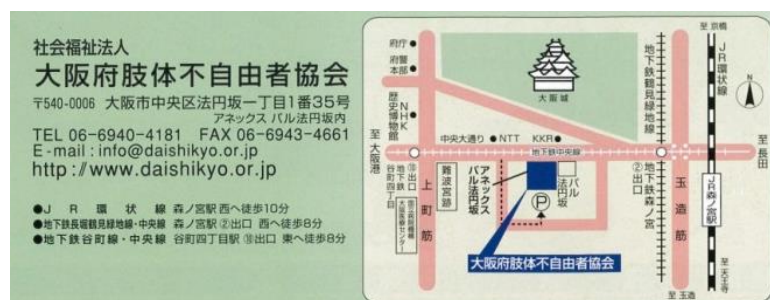 社会福祉法人
大阪府肢体不自由者協会
〒540-0006 大阪市中央区法円坂一丁目1番35号
アネックス パル法円坂内
TEL 06-6940-4181 FAX 06-6943-4661
E-mail : info@daishikyo.or.jp
http://www.daishikyo.or.jp
●JR環状線 森ノ宮駅 西へ徒歩10分
●地下鉄長堀鶴見緑地線・中央線 森ノ宮駅②出口 西へ徒歩8分
●地下鉄谷町線・中央線 谷町四丁目駅⑩出口 東へ徒歩8分
府庁
府警本部
NHK
歴史博物館
至大阪港
大阪城
中央大通り
NTT
KKR
地下鉄中央線
地下鉄鶴見緑地線
至京橋
JR環状線
N
至長田
⑩出口
地下鉄谷町四丁目
上町筋
難波宮跡
アネックスパル法円坂
パル法円坂
P
②出口
地下鉄森ノ宮
玉造筋
JR森ノ宮駅
大阪府肢体不自由者協会
至玉造
至天王寺